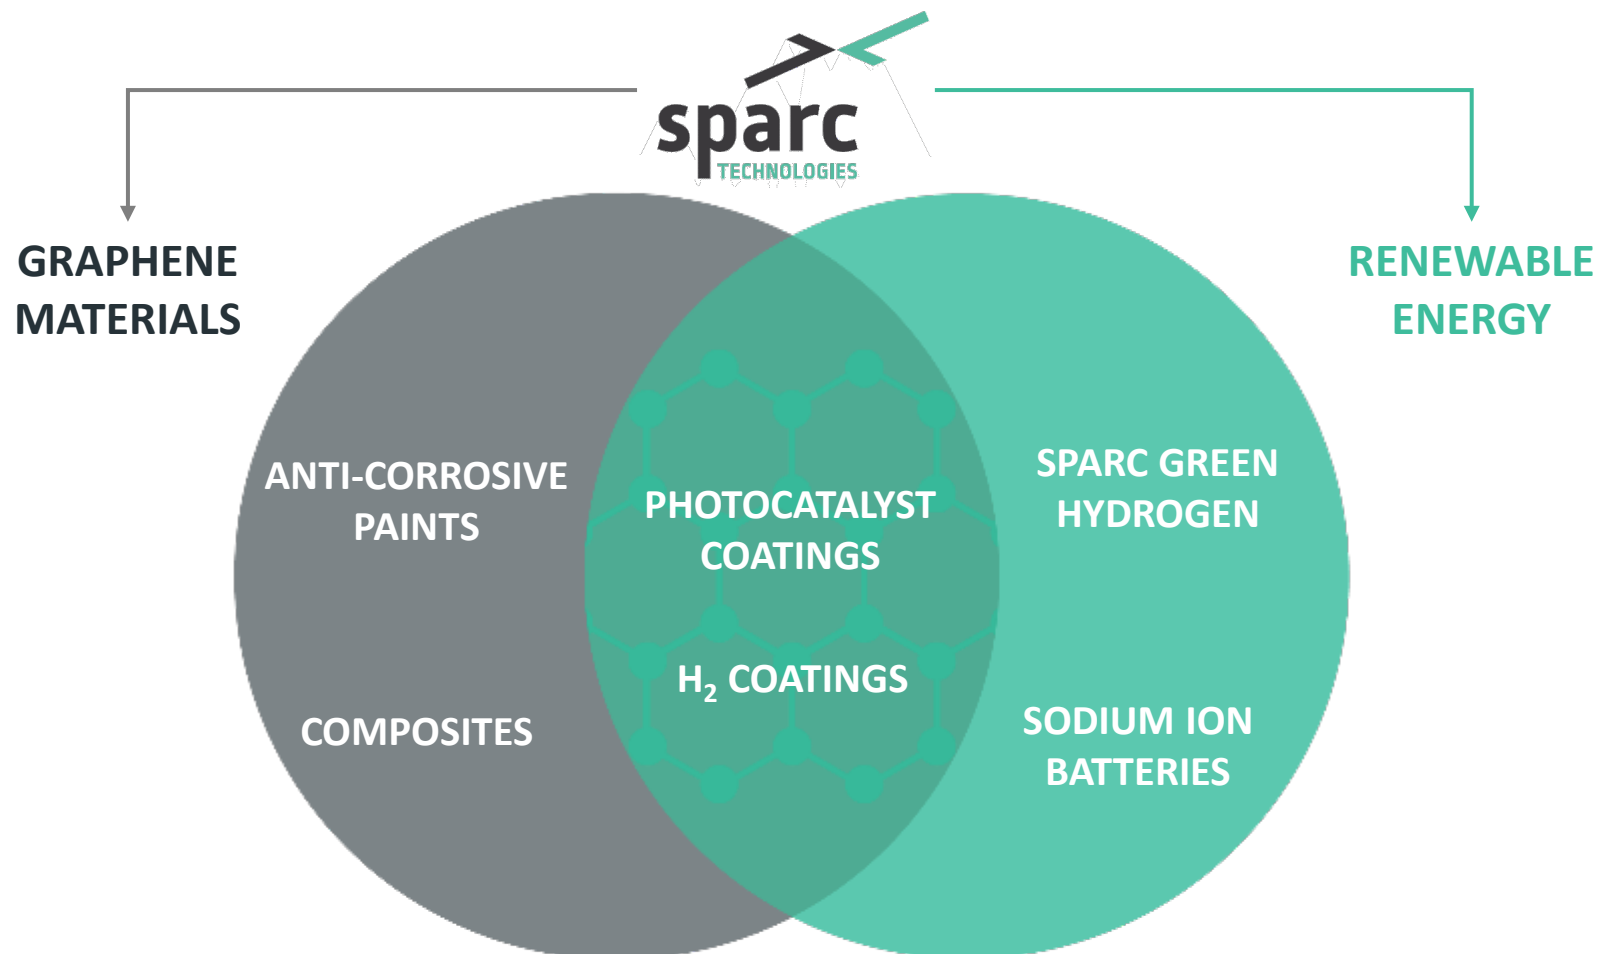 sparc
TECHNOLOGIES
GRAPHENE
MATERIALS
RENEWABLE
ENERGY
ANTI-CORROSIVE
PAINTS
COMPOSITES
PHOTOCATALYST
COATINGS
H₂ COATINGS
SPARC GREEN
HYDROGEN
SODIUM ION
BATTERIES